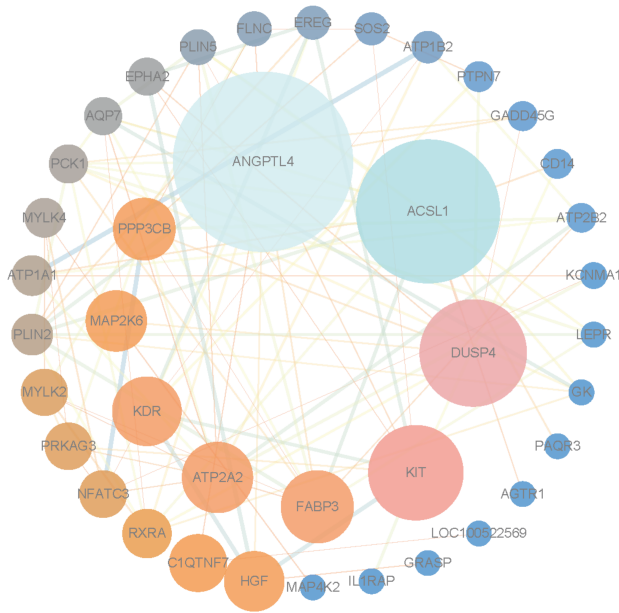 FLNC
EREG
SOS2
PLIN5
ATP1B2
EPHA2
PTPN7
AQP7
GADD45G
PCK1
ANGPTL4
CD14
MYLK4
ACSL1
ATP2B2
PPP3CB
ATP1A1
KCNMA1
MAP2K6
PLIN2
LEPR
DUSP4
MYLK2
GK
KDR
PRKAG3
PAQR3
NFATC3
ATP2A2
KIT
AGTR1
FABP3
RXRA
LOC100522569
C1QTNF7
GRASP
HGF
MAP4K2
IL1RAP